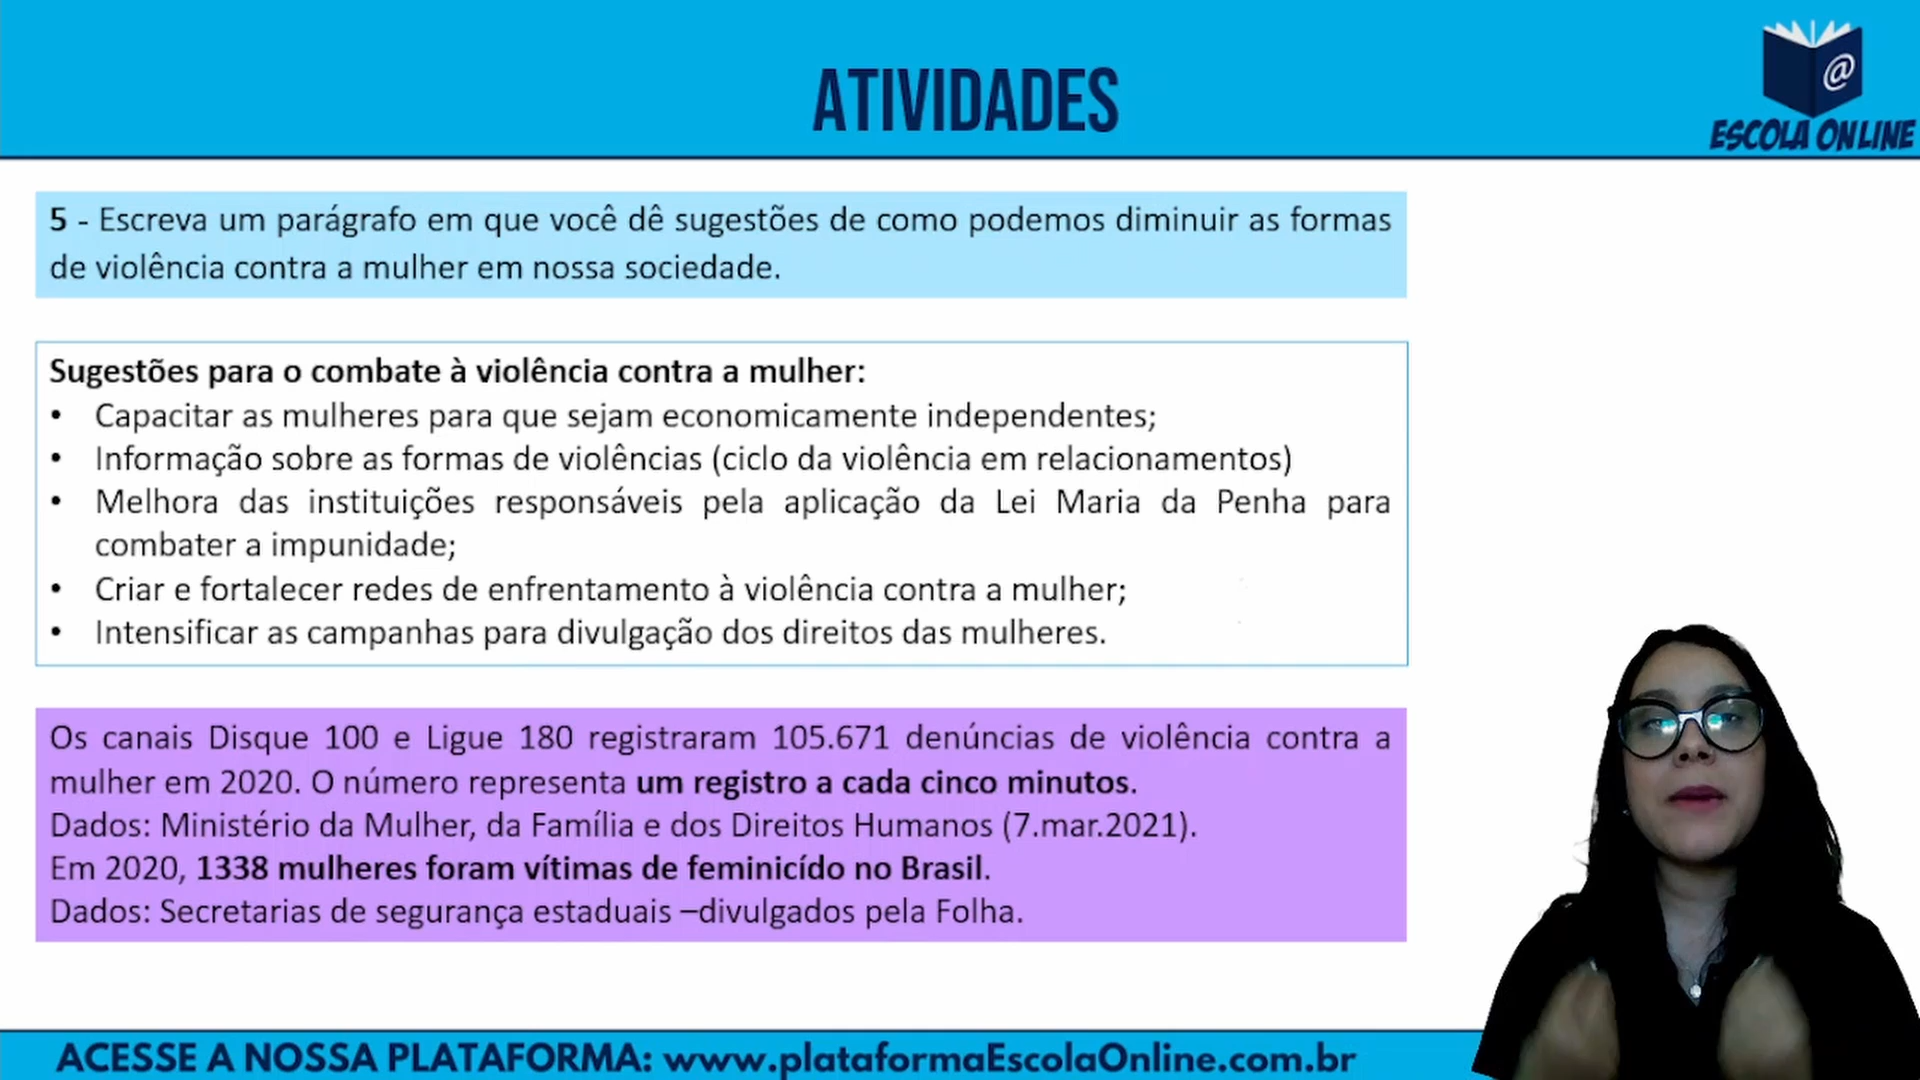 ATIVIDADES
@
ESCOLA ONLINE
5 - Escreva um parágrafo em que você dê sugestões de como podemos diminuir as formas
de violência contra a mulher em nossa sociedade.
Sugestões para o combate à violência contra a mulher:
• Capacitar as mulheres para que sejam economicamente independentes;
• Informação sobre as formas de violências (ciclo da violência em relacionamentos)
• Melhora das instituições responsáveis pela aplicação da Lei Maria da Penha para
combater a impunidade;
• Criar e fortalecer redes de enfrentamento à violência contra a mulher;
• Intensificar as campanhas para divulgação dos direitos das mulheres.
Os canais Disque 100 e Ligue 180 registraram 105.671 denúncias de violência contra a
mulher em 2020. O número representa um registro a cada cinco minutos.
Dados: Ministério da Mulher, da Família e dos Direitos Humanos (7.mar.2021).
Em 2020, 1338 mulheres foram vítimas de feminicído no Brasil.
Dados: Secretarias de segurança estaduais –divulgados pela Folha.
ACESSE A NOSSA PLATAFORMA: www.plataformaEscolaOnline.com.br